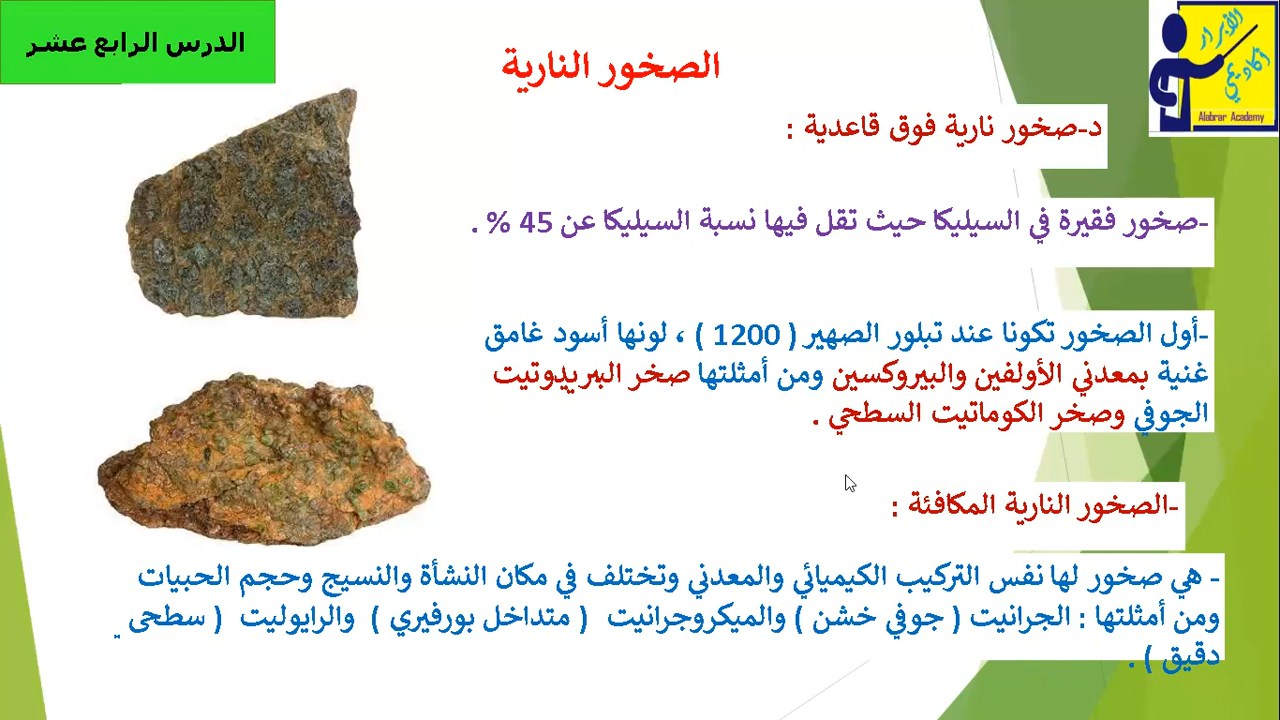 الدرس الرابع عشر
الأبرار
أكاديمي
Alabrar Academy
الصخور النارية
د-صخور نارية فوق قاعدية :
-صخور فقيرة في السيليكا حيث تقل فيها نسبة السيليكا عن 45 % .
-أول الصخور تكونا عند تبلور الصهير ( 1200 ) ، لونها أسود غامق
غنية بمعدني الأولفين والبيروكسين ومن أمثلتها صخر البريدوتيت
الجوفي وصخر الكوماتيت السطحي .
-الصخور النارية المكافئة :
- هي صخور لها نفس التركيب الكيميائي والمعدني وتختلف في مكان النشأة والنسيج وحجم الحبيات
ومن أمثلتها : الجرانيت ( جوفي خشن ) والميكروجرانيت ( متداخل بورفيري ) والرايوليت ( سطحى -
دقيق ) .